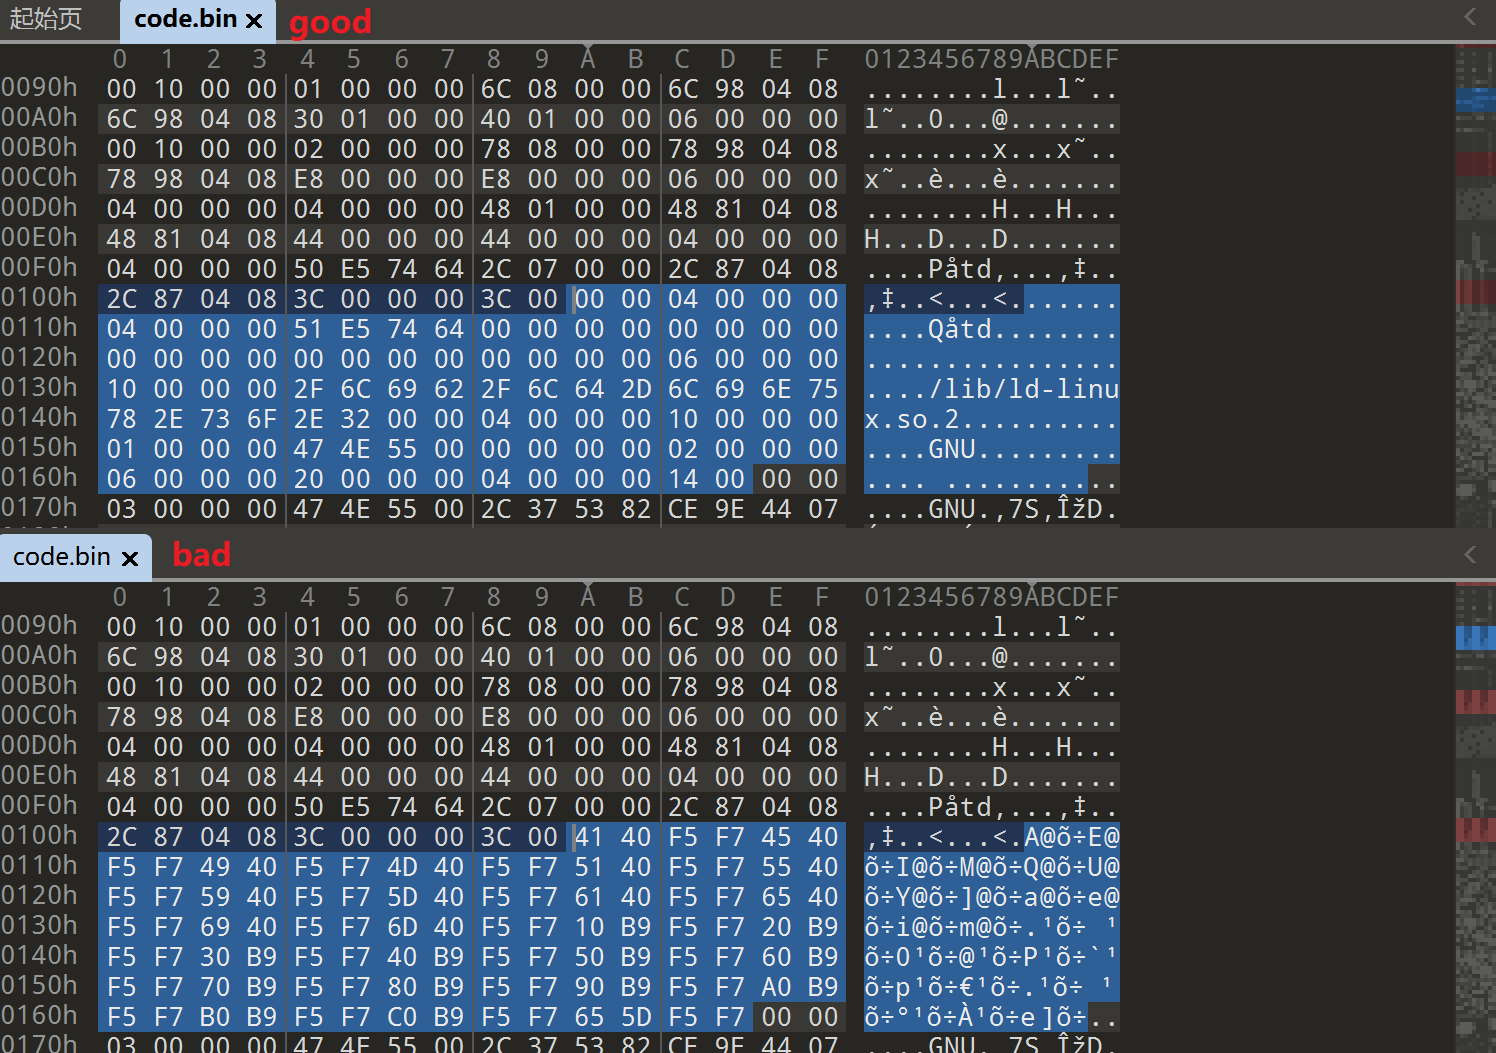 起始页 code.bin × good
0 1 2 3 4 5 6 7 8 9 A B C D E F 0123456789ABCDEF
0090h 00 10 00 00 01 00 00 00 6C 08 00 00 6C 98 04 08 ........l...l˜..
00A0h 6C 98 04 08 30 01 00 00 40 01 00 00 06 00 00 00 l˜..0...@.......
00B0h 00 10 00 00 02 00 00 00 78 08 00 00 78 98 04 08 ........x...x˜..
00C0h 78 98 04 08 E8 00 00 00 E8 00 00 00 06 00 00 00 x˜..è...è.......
00D0h 04 00 00 00 04 00 00 00 48 01 00 00 48 81 04 08 ........H...H...
00E0h 48 81 04 08 44 00 00 00 44 00 00 00 04 00 00 00 H...D...D.......
00F0h 04 00 00 00 50 E5 74 64 2C 07 00 00 2C 87 04 08 ....Påtd,...,‡..
0100h 2C 87 04 08 3C 00 00 00 3C 00 00 00 04 00 00 00 ,‡..<...<.......
0110h 04 00 00 00 51 E5 74 64 00 00 00 00 00 00 00 00 ....Qåtd........
0120h 00 00 00 00 00 00 00 00 00 00 00 00 06 00 00 00 ................
0130h 10 00 00 00 2F 6C 69 62 2F 6C 64 2D 6C 69 6E 75 ..../lib/ld-linu
0140h 78 2E 73 6F 2E 32 00 00 04 00 00 00 10 00 00 00 x.so.2..........
0150h 01 00 00 00 47 4E 55 00 00 00 00 00 02 00 00 00 ....GNU.........
0160h 06 00 00 00 20 00 00 00 04 00 00 00 14 00 00 00 .... ...........
0170h 03 00 00 00 47 4E 55 00 2C 37 53 82 CE 9E 44 07 ....GNU.,7S‚ÎžD.
code.bin × bad
0 1 2 3 4 5 6 7 8 9 A B C D E F 0123456789ABCDEF
0090h 00 10 00 00 01 00 00 00 6C 08 00 00 6C 98 04 08 ........l...l˜..
00A0h 6C 98 04 08 30 01 00 00 40 01 00 00 06 00 00 00 l˜..0...@.......
00B0h 00 10 00 00 02 00 00 00 78 08 00 00 78 98 04 08 ........x...x˜..
00C0h 78 98 04 08 E8 00 00 00 E8 00 00 00 06 00 00 00 x˜..è...è.......
00D0h 04 00 00 00 04 00 00 00 48 01 00 00 48 81 04 08 ........H...H...
00E0h 48 81 04 08 44 00 00 00 44 00 00 00 04 00 00 00 H...D...D.......
00F0h 04 00 00 00 50 E5 74 64 2C 07 00 00 2C 87 04 08 ....Påtd,...,‡..
0100h 2C 87 04 08 3C 00 00 00 3C 00 41 40 F5 F7 45 40 ,‡..<...<.A@õ÷E@
0110h F5 F7 49 40 F5 F7 4D 40 F5 F7 51 40 F5 F7 55 40 õ÷I@õ÷M@õ÷Q@õ÷U@
0120h F5 F7 59 40 F5 F7 5D 40 F5 F7 61 40 F5 F7 65 40 õ÷Y@õ÷]@õ÷a@õ÷e@
0130h F5 F7 69 40 F5 F7 6D 40 F5 F7 10 B9 F5 F7 20 B9 õ÷i@õ÷m@õ÷.¹õ÷ ¹
0140h F5 F7 30 B9 F5 F7 40 B9 F5 F7 50 B9 F5 F7 60 B9 õ÷0¹õ÷@¹õ÷P¹õ÷`¹
0150h F5 F7 70 B9 F5 F7 80 B9 F5 F7 90 B9 F5 F7 A0 B9 õ÷p¹õ÷€¹õ÷.¹õ÷ ¹
0160h F5 F7 B0 B9 F5 F7 C0 B9 F5 F7 65 5D F5 F7 00 00 õ÷°¹õ÷À¹õ÷e]õ÷..
0170h 03 00 00 00 47 4E 55 00 2C 37 53 82 CE 9E 44 07 ....GNU.,7S‚ÎžD.